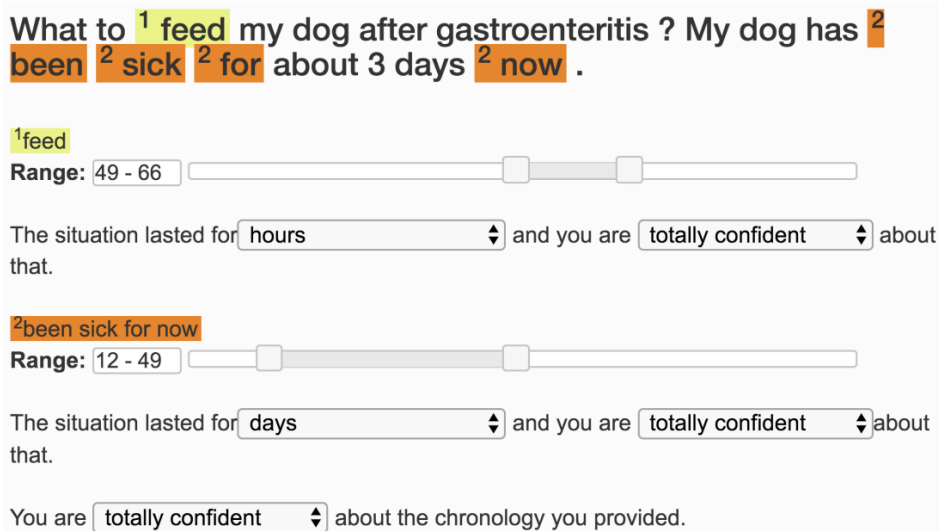 What to 1 feed my dog after gastroenteritis ? My dog has 2
been 2 sick 2 for about 3 days 2 now .
1feed
Range: 49 - 66
The situation lasted for hours and you are totally confident about
that.
2been sick for now
Range: 12 - 49
The situation lasted for days and you are totally confident about
that.
You are totally confident about the chronology you provided.